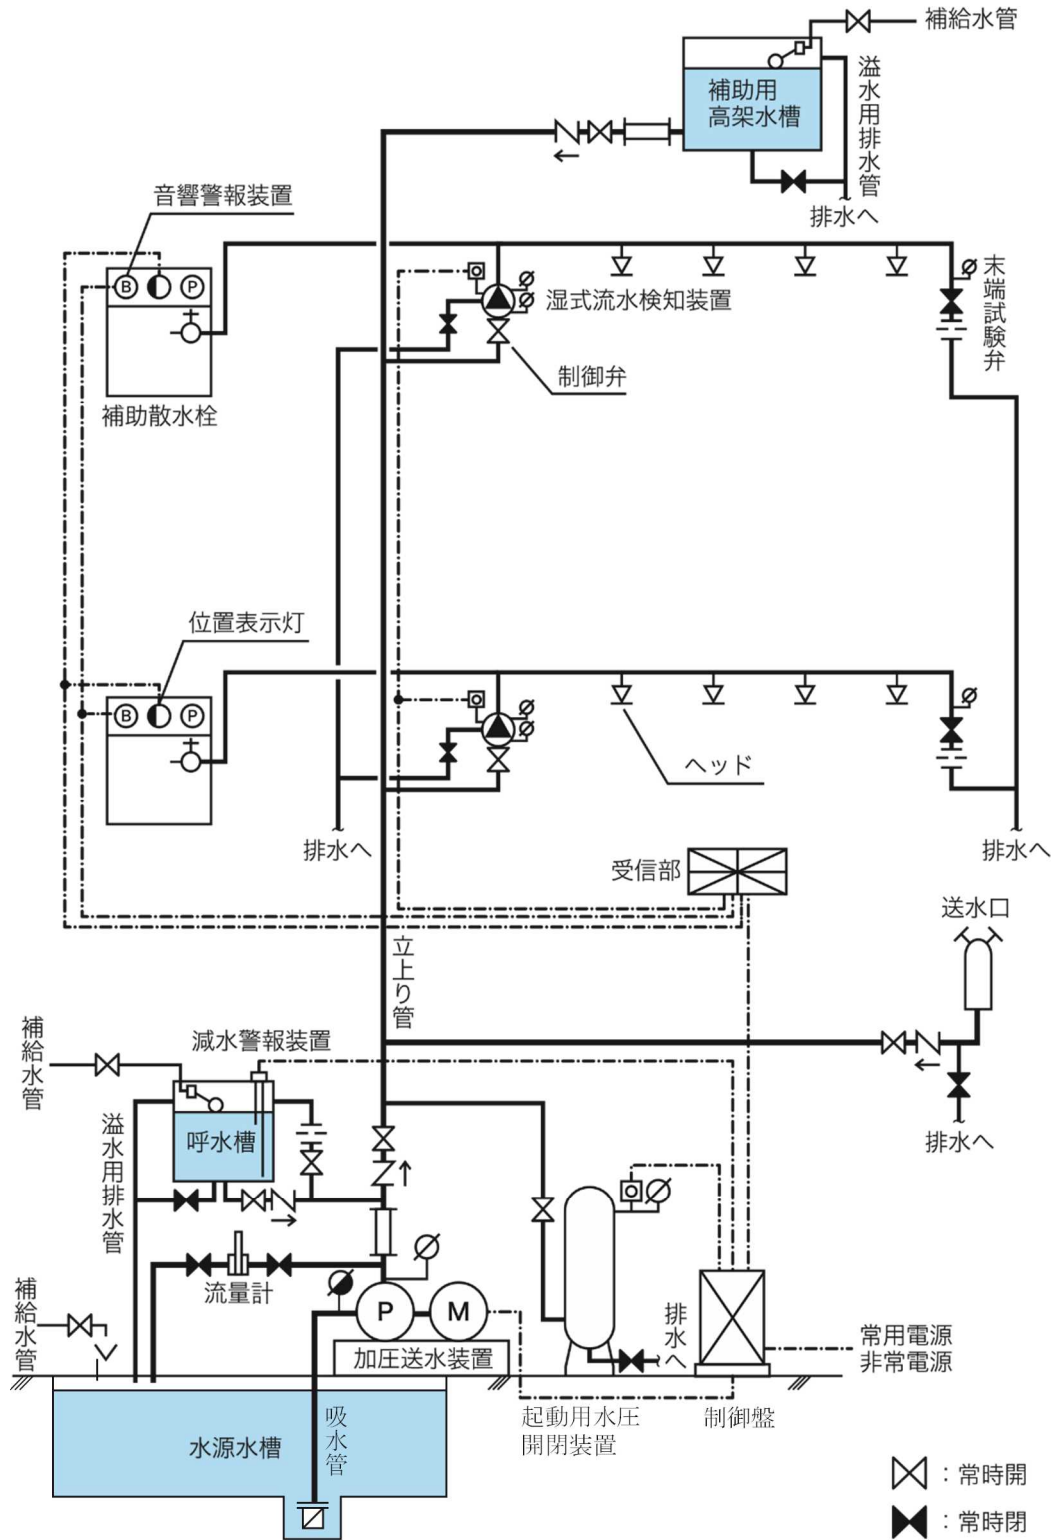 補給水管
補助用
高架水槽
溢水用排水管
排水へ
音響警報装置
B
P
補助散水栓
湿式流水検知装置
制御弁
末端試験弁
位置表示灯
B
P
ヘッド
排水へ
排水へ
受信部
送水口
立上り管
減水警報装置
補給水管
呼水槽
溢水用排水管
排水へ
流量計
補給水管
P
M
加圧送水装置
排水へ
常用電源
非常電源
起動用水圧
開閉装置
制御盤
水源水槽
吸水管
：常時開
：常時閉